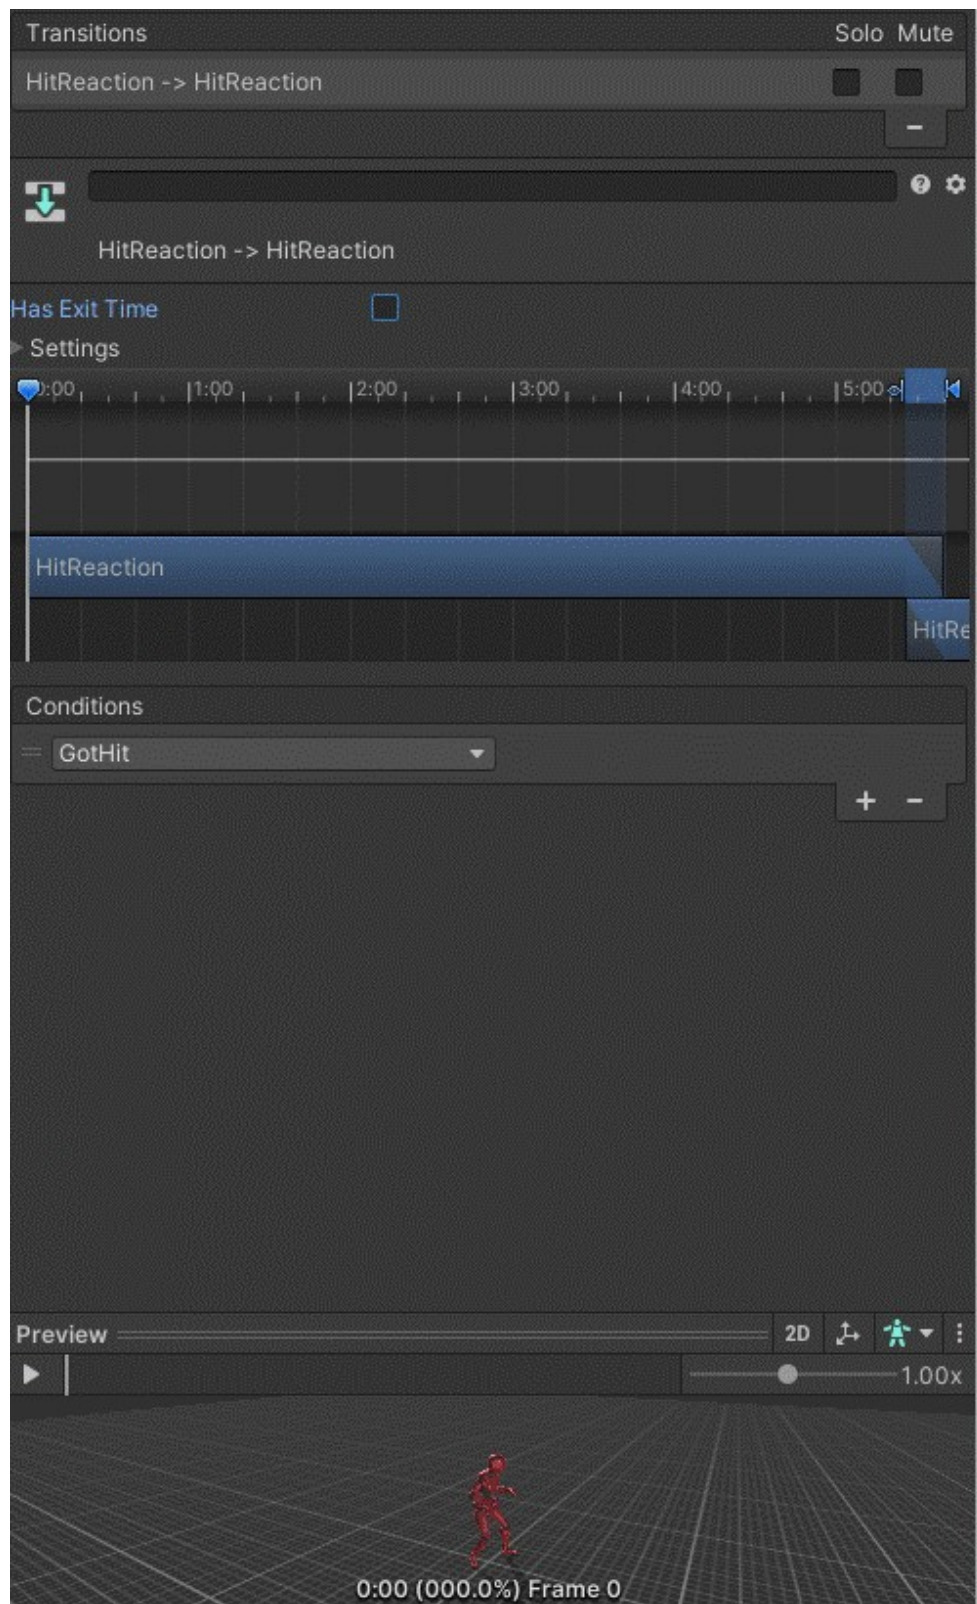 Transitions Solo Mute
HitReaction -> HitReaction
HitReaction -> HitReaction
Has Exit Time
Settings
0:00 1:00 2:00 3:00 4:00 5:00
HitReaction
HitRe
Conditions
GotHit
Preview 2D
1.00x
0:00 (000.0%) Frame 0